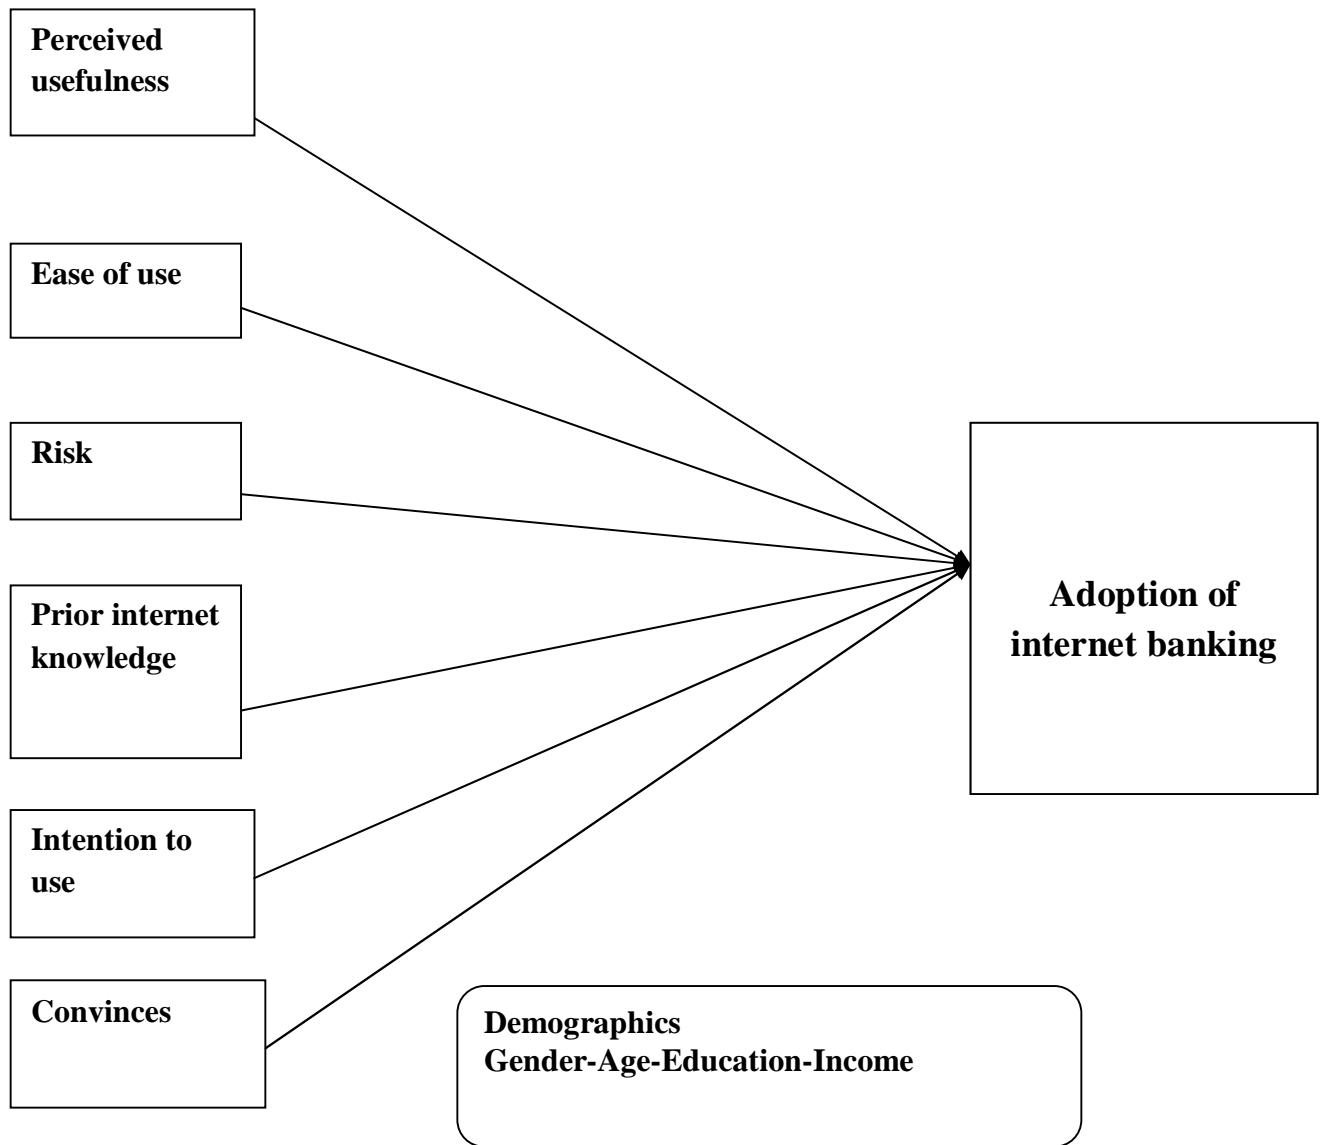 Perceived
usefulness
Ease of use
Risk
Prior internet
knowledge
Intention to
use
Convinces
Adoption of
internet banking
Demographics
Gender-Age-Education-Income